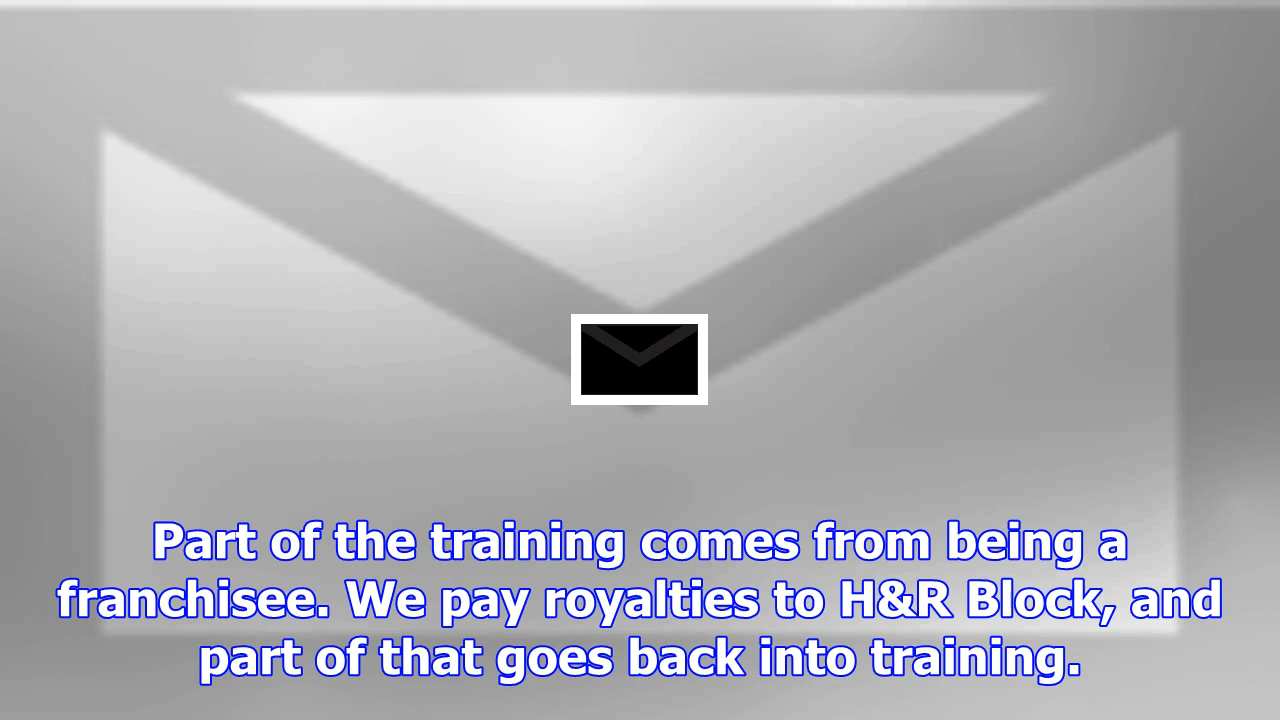 Part of the training comes from being a
franchisee. We pay royalties to H&R Block, and
part of that goes back into training.